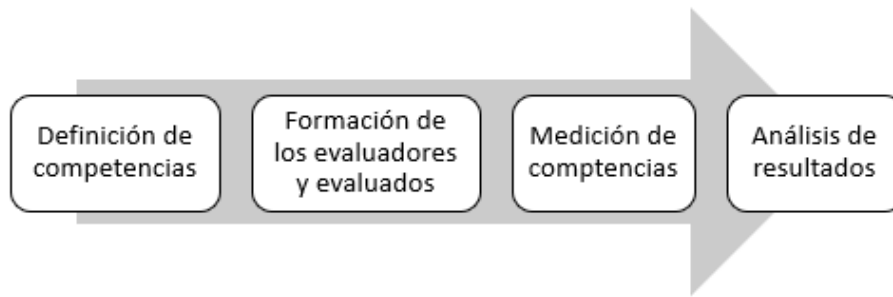 Definición de
competencias
Formación de
los evaluadores
y evaluados
Medición de
comptencias
Análisis de
resultados